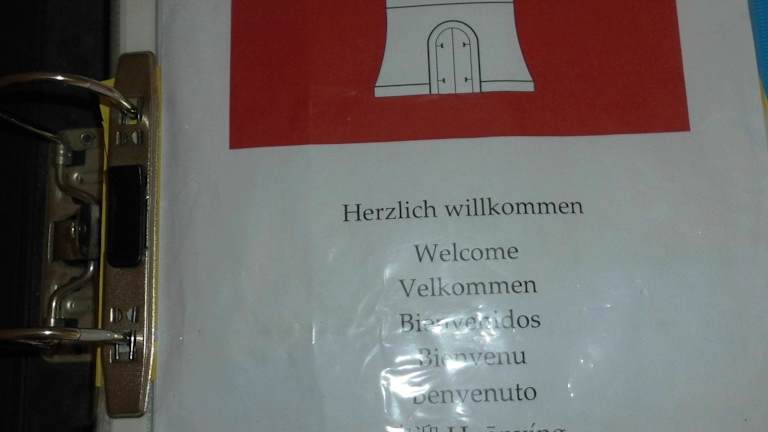 Herzlich willkommen
Welcome
Velkommen
Bienvenidos
Bienvenu
Benvenuto